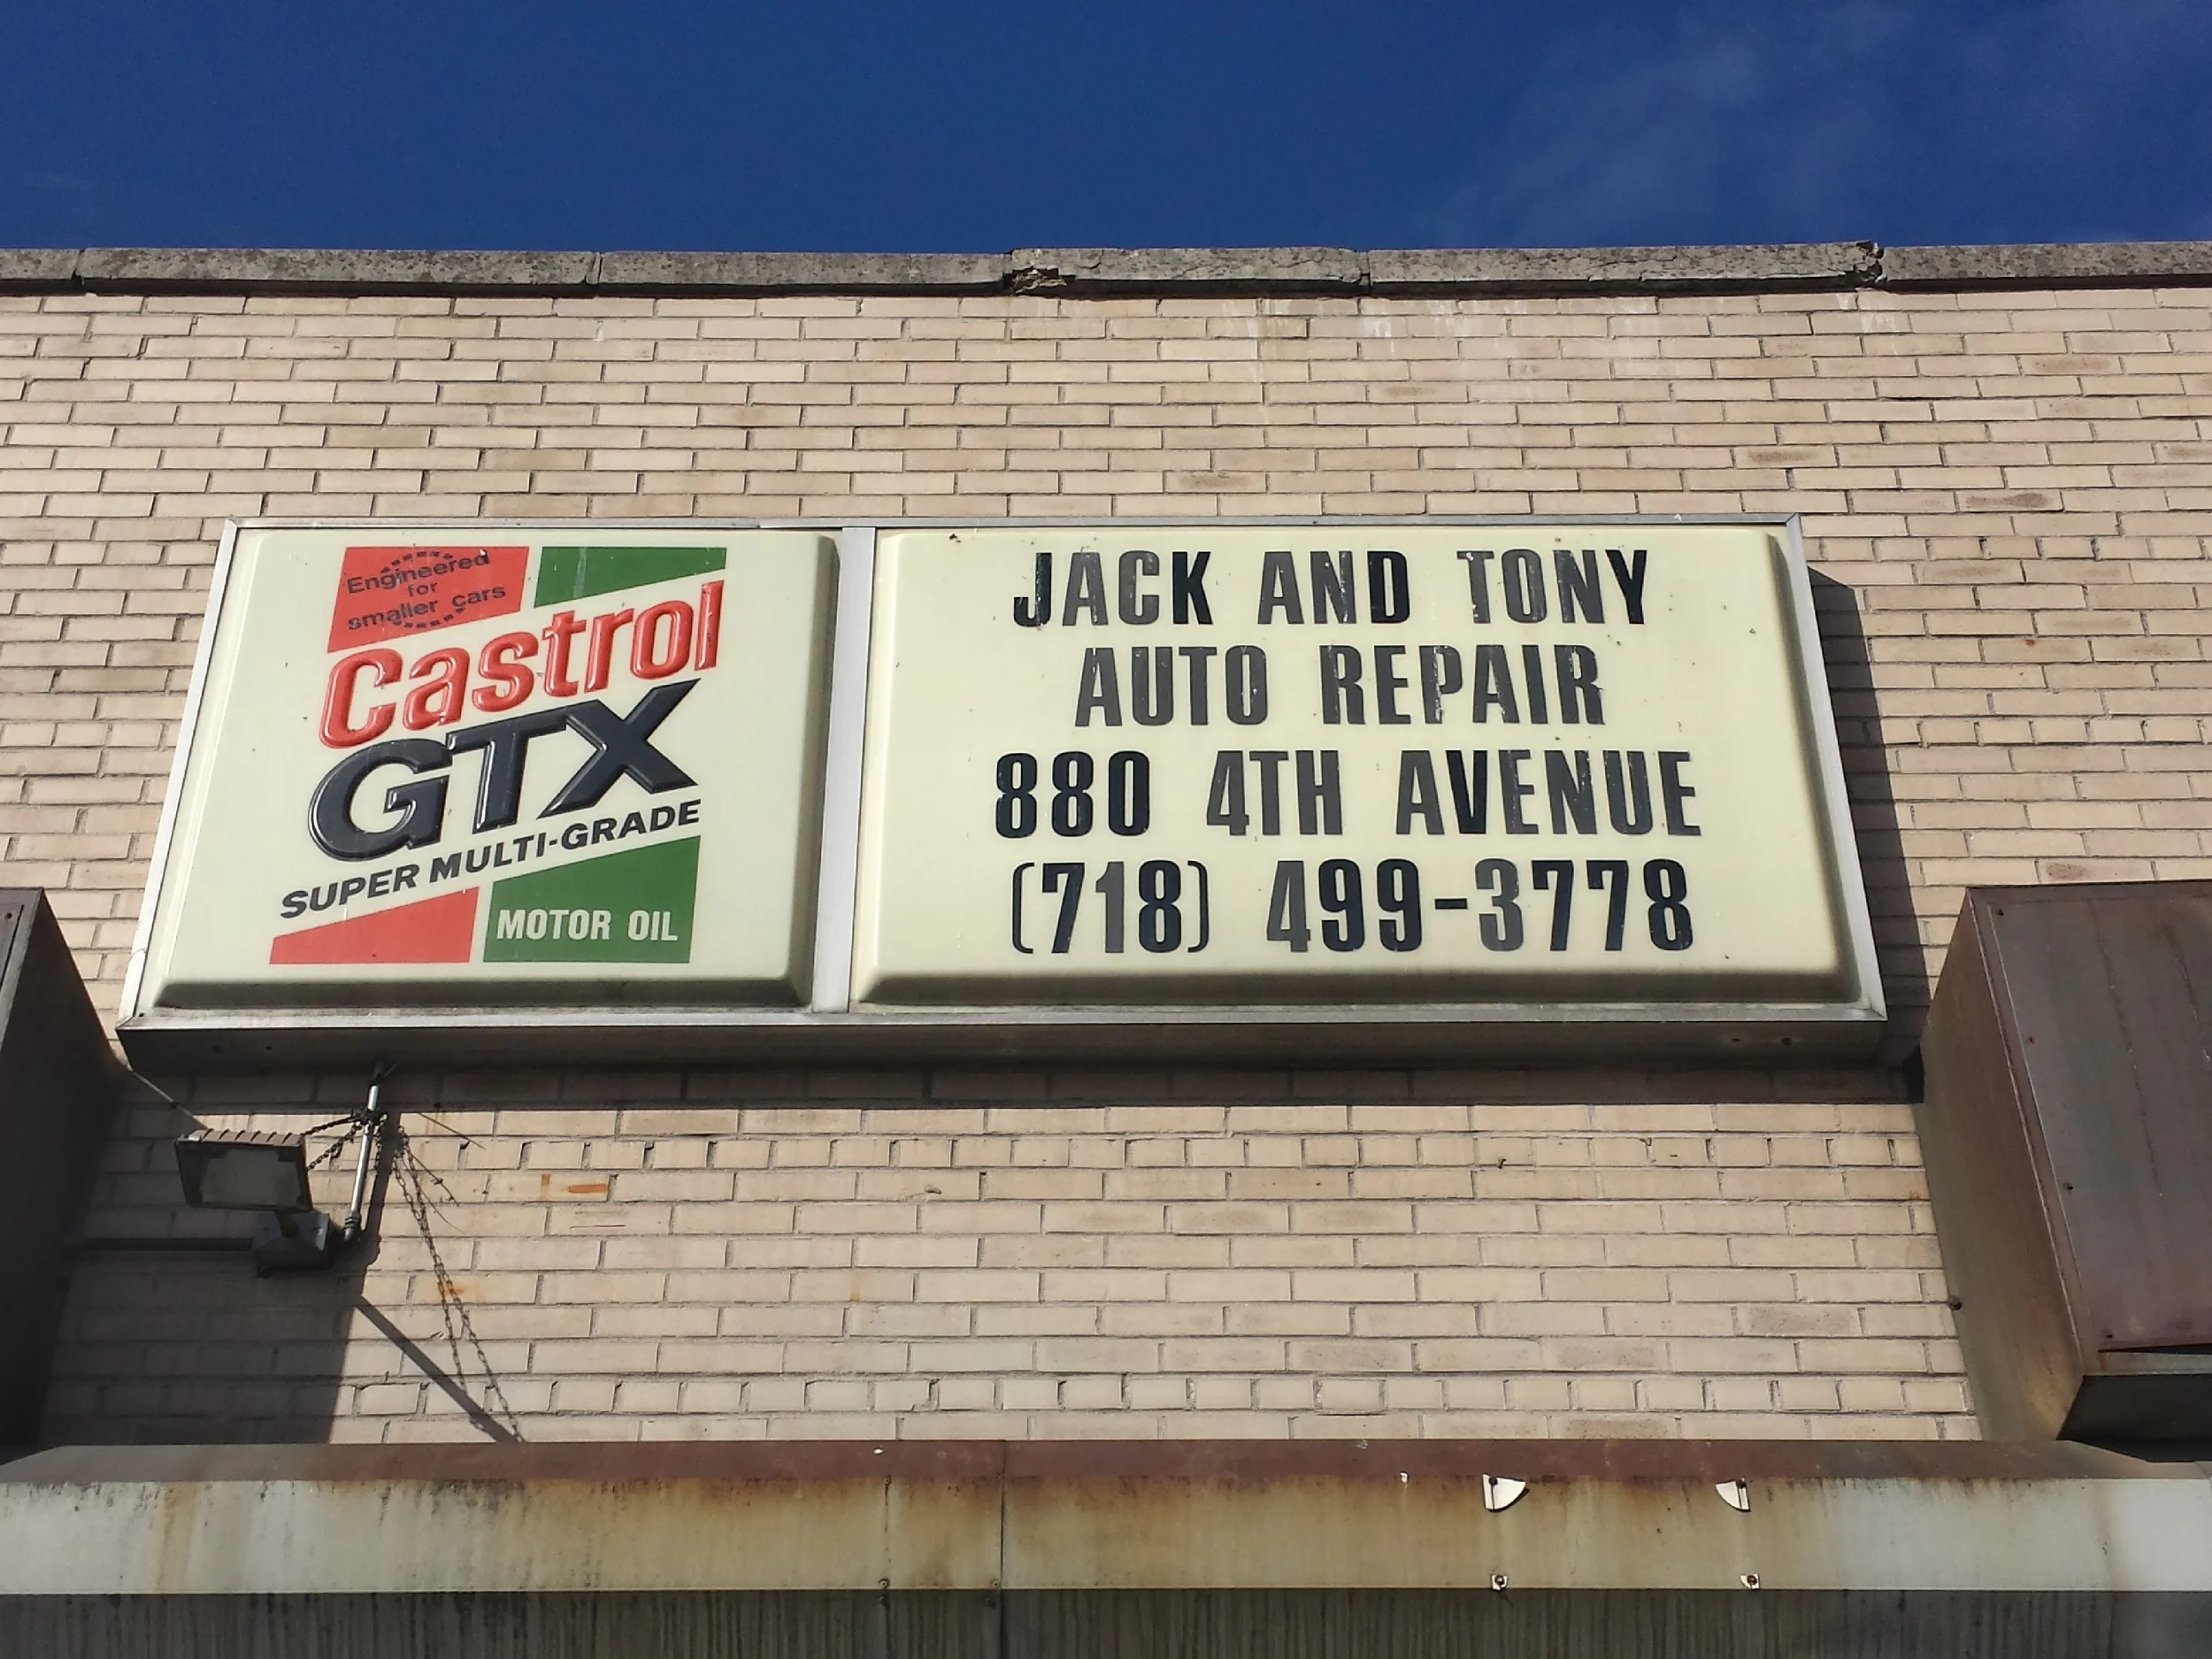 Engineered
for
smaller cars
Castrol
GTX
SUPER MULTI-GRADE
MOTOR OIL
JACK AND TONY
AUTO REPAIR
880 4TH AVENUE
(718) 499-3778